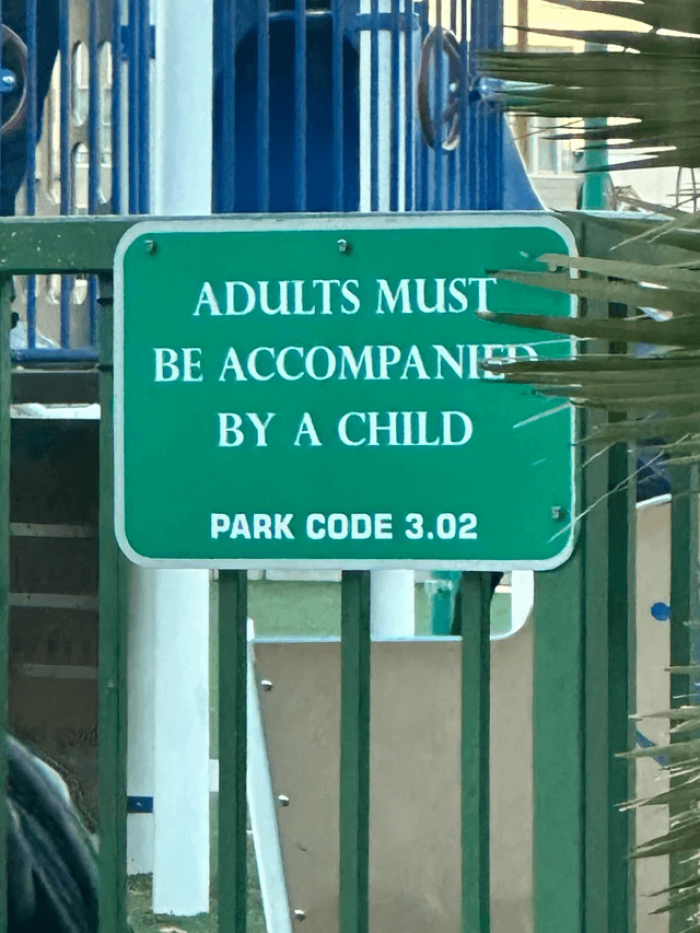 ADULTS MUST
BE ACCOMPANIED
BY A CHILD
PARK CODE 3.02